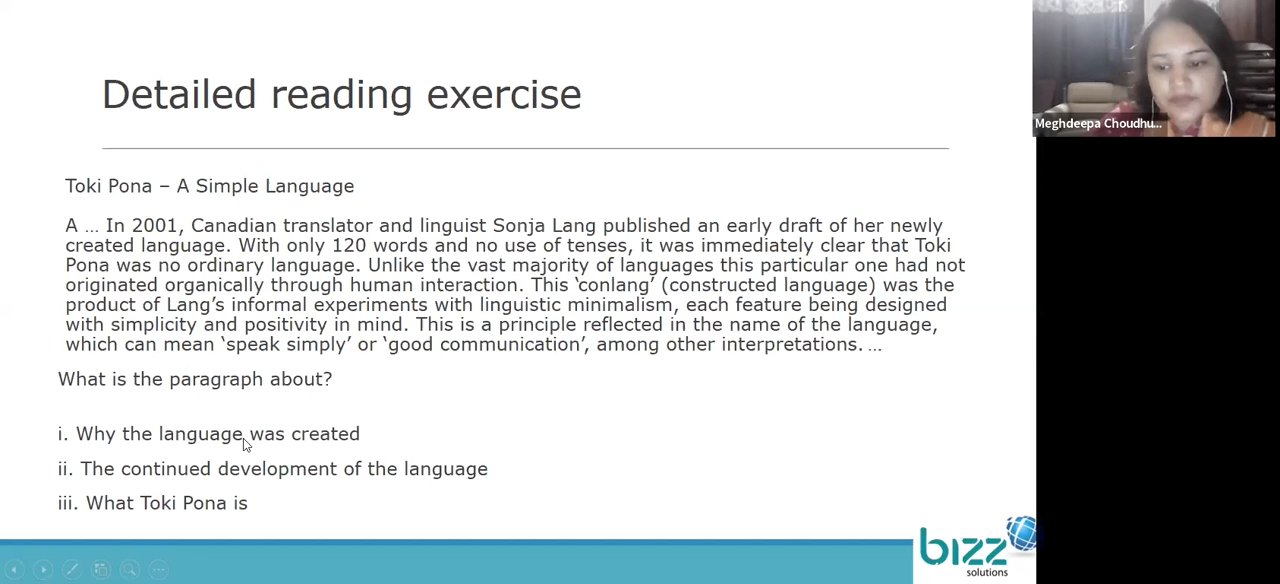 Detailed reading exercise
Meghdeepa Choudhu...
Toki Pona – A Simple Language
A ... In 2001, Canadian translator and linguist Sonja Lang published an early draft of her newly
created language. With only 120 words and no use of tenses, it was immediately clear that Toki
Pona was no ordinary language. Unlike the vast majority of languages this particular one had not
originated organically through human interaction. This ‘conlang’ (constructed language) was the
product of Lang’s informal experiments with linguistic minimalism, each feature being designed
with simplicity and positivity in mind. This is a principle reflected in the name of the language,
which can mean ‘speak simply’ or ‘good communication’, among other interpretations. ...
What is the paragraph about?
i. Why the language was created
ii. The continued development of the language
iii. What Toki Pona is
bizz
solutions